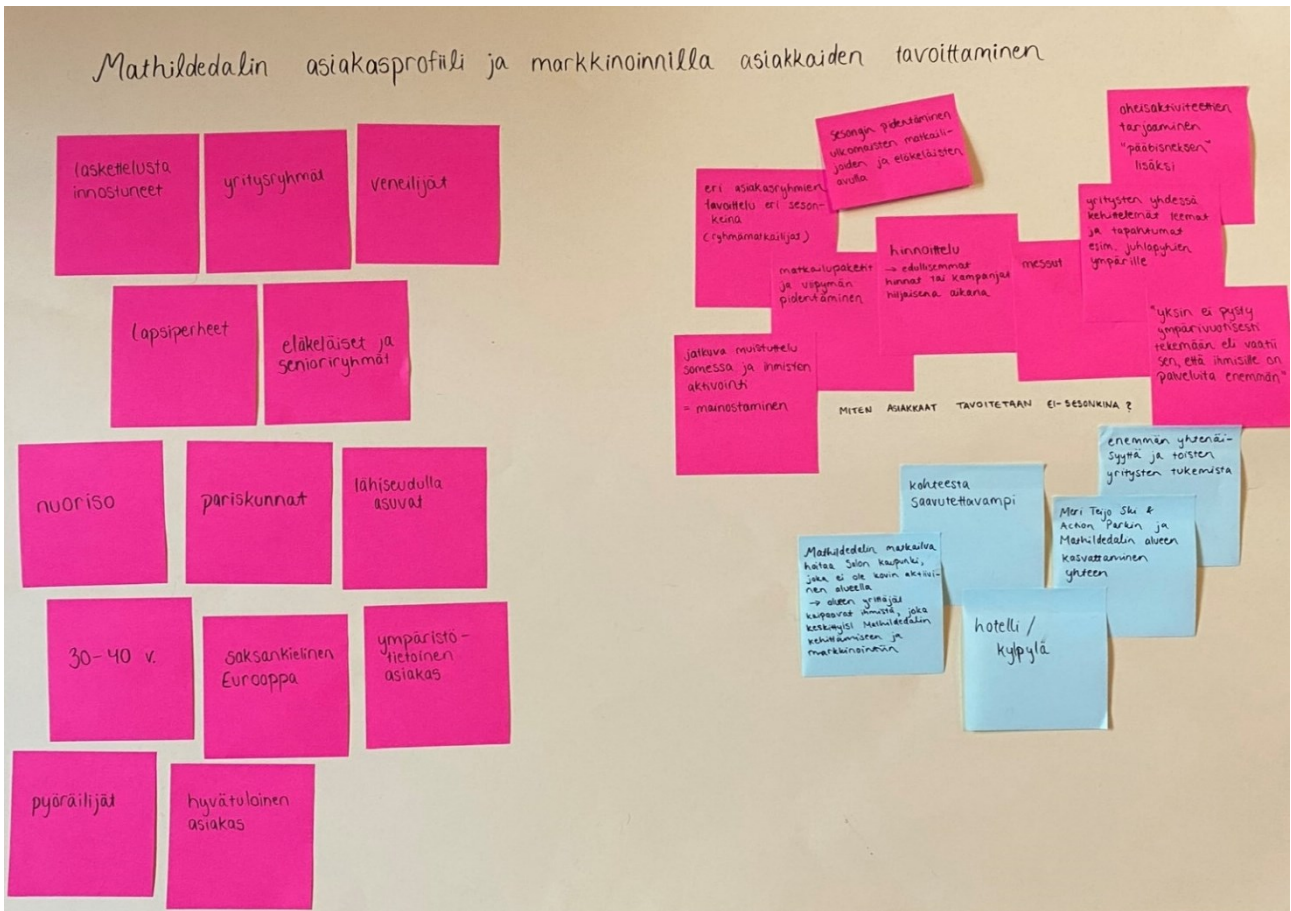 Mathildedalin asiakasprofiili ja markkinoinnilla asiakkaiden tavoittaminen
laskettelusta
innostuneet
yritysryhmät
veneilijät
lapsiperheet
eläkeläiset ja
senioriryhmät
nuoriso
pariskunnat
lähiseudulla
asuvat
30-40 v.
saksankielinen
Eurooppa
ympäristö-
tietoinen
asiakas
pyöräilijät
hyvätuloinen
asiakas
sesongin pidentäminen
ulkomaisten matkaili-
joiden ja eläkeläisten
avulla
oheisaktiviteettien
tarjoaminen
"pääbisneksen"
lisäksi
eri asiakasryhmien
tavoittelu eri seson-
keina
(ryhmämatkailijat)
matkailupaketit
ja viipymän
pidentäminen
hinnoittelu
→ edullisemmat
hinnat tai kampanjat
hiljaisena aikana
messut
yritysten yhdessä
kehittelemät teemat
ja tapahtumat
esim. juhlapyhien
ympärille
"yksin ei pysty
ympärivuotisesti
tekemään eli vaatii
sen, että ihmisille on
palveluita enemmän"
jatkuva muistuttelu
somessa ja ihmisten
aktivointi
= mainostaminen
MITEN ASIAKKAAT TAVOITETAAN EI-SESONKINA ?
enemmän yhtenäi-
syyttä ja toisten
yritysten tukemista
kohteesta
saavutettavampi
Meri Teijo Ski &
Action Parkin ja
Mathildedalin alueen
kasvattaminen
yhteen
Mathildedalin matkailua
haitaa Salon kaupunki,
joka ei ole kovin aktiivi-
nen alueella
→ alueen yrittäjät
kaipaavat ihmistä, joka
keskittyisi Mathildedalin
kehittämiseen ja
markkinointiin
hotelli /
kylpylä